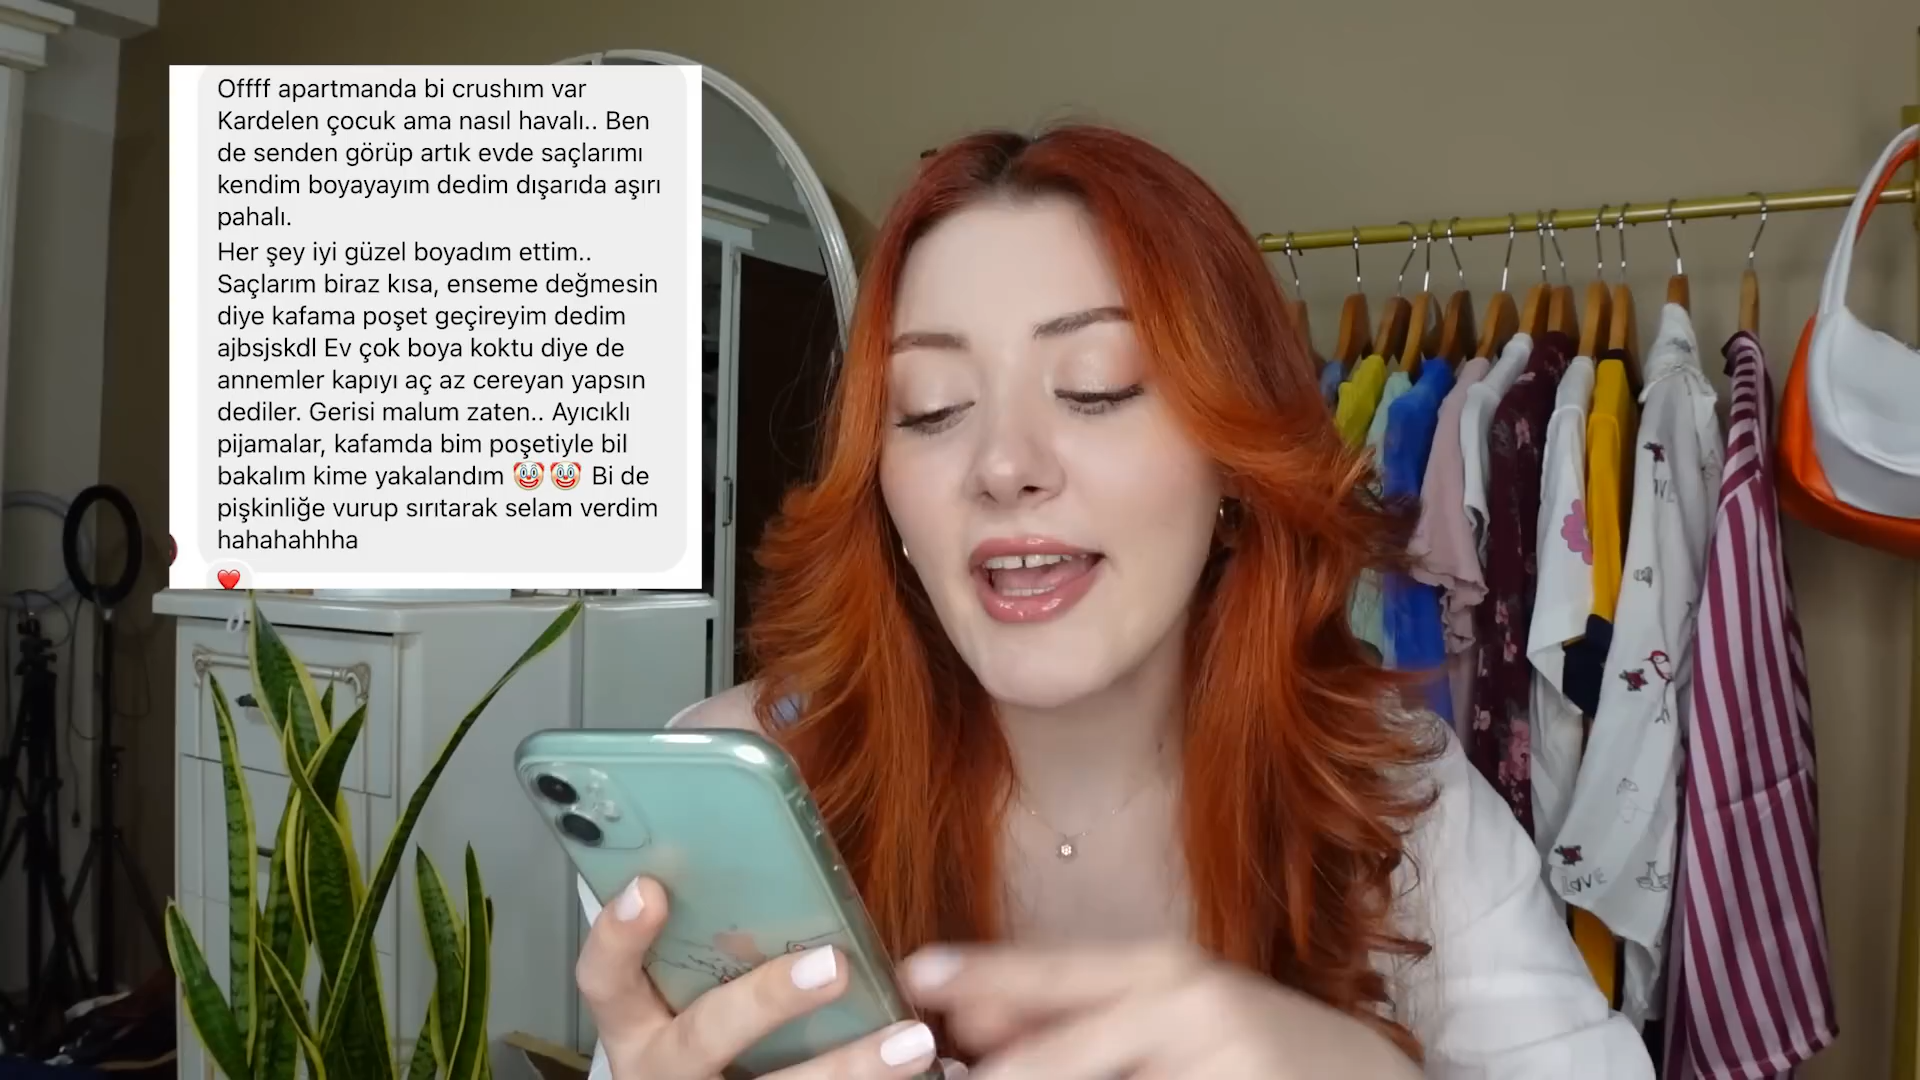 Offff apartmanda bi crushım var
Kardelen çocuk ama nasıl havalı.. Ben
de senden görüp artık evde saçlarımı
kendim boyayayım dedim dışarıda aşırı
pahalı.
Her şey iyi güzel boyadım ettim..
Saçlarım biraz kısa, enseme değmesin
diye kafama poşet geçireyim dedim
ajbsjskdl Ev çok boya koktu diye de
annemler kapıyı aç az cereyan yapsın
dediler. Gerisi malum zaten.. Ayıcıklı
pijamalar, kafamda bim poşetiyle bil
bakalım kime yakalandım 🤡🤡 Bi de
pişkinliğe vurup sırıtarak selam verdim
hahahahhha
LOVE